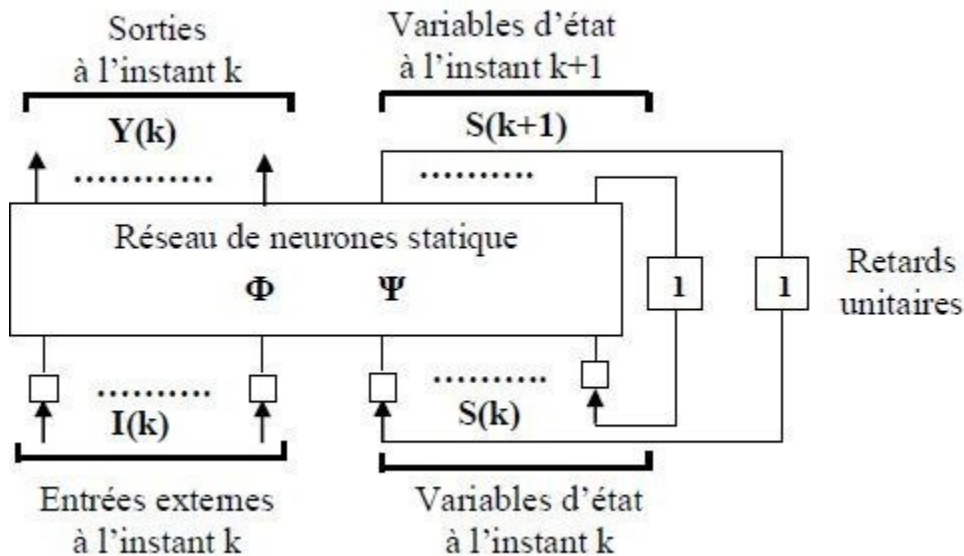 Sorties
à l'instant k
Variables d'état
à l'instant k+1
Y(k)
S(k+1)
............
..........
Réseau de neurones statique
Φ Ψ
1 1
Retards
unitaires
..........
..........
I(k)
S(k)
Entrées externes
à l'instant k
Variables d'état
à l'instant k